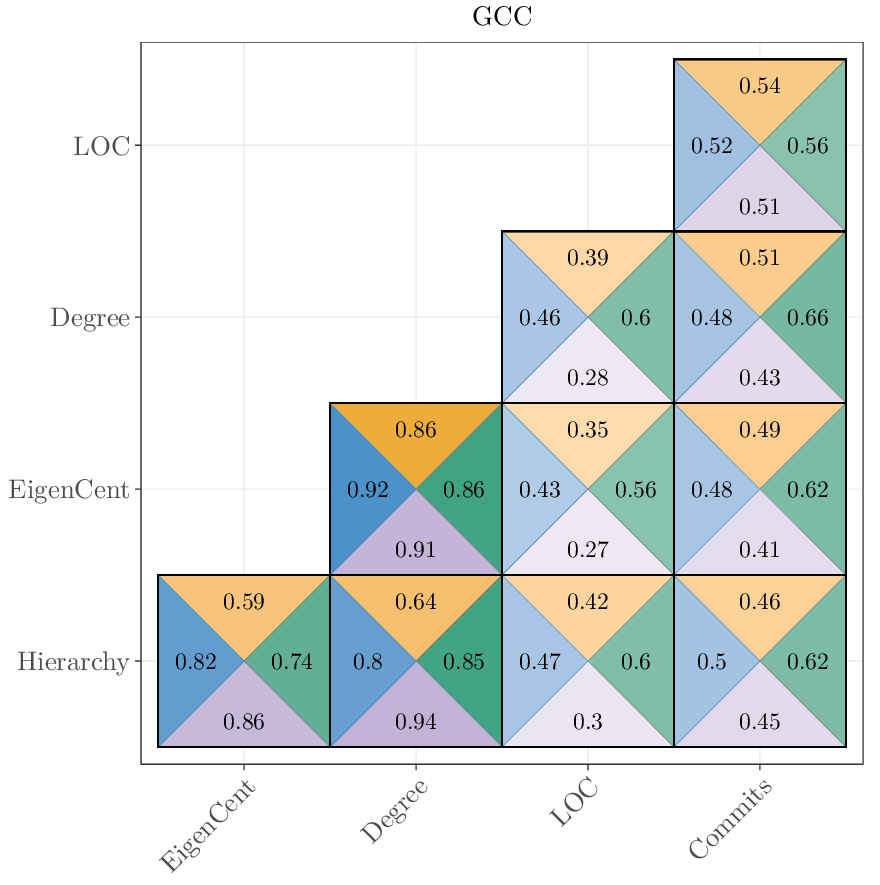 GCC
LOC
0.54
0.52 0.56
0.51
Degree
0.39 0.51
0.46 0.6 0.48 0.66
0.28 0.43
EigenCent
0.86 0.35 0.49
0.92 0.86 0.43 0.56 0.48 0.62
0.91 0.27 0.41
Hierarchy
0.59 0.64 0.42 0.46
0.82 0.74 0.8 0.85 0.47 0.6 0.5 0.62
0.86 0.94 0.3 0.45
EigenCent
Degree
LOC
Commits